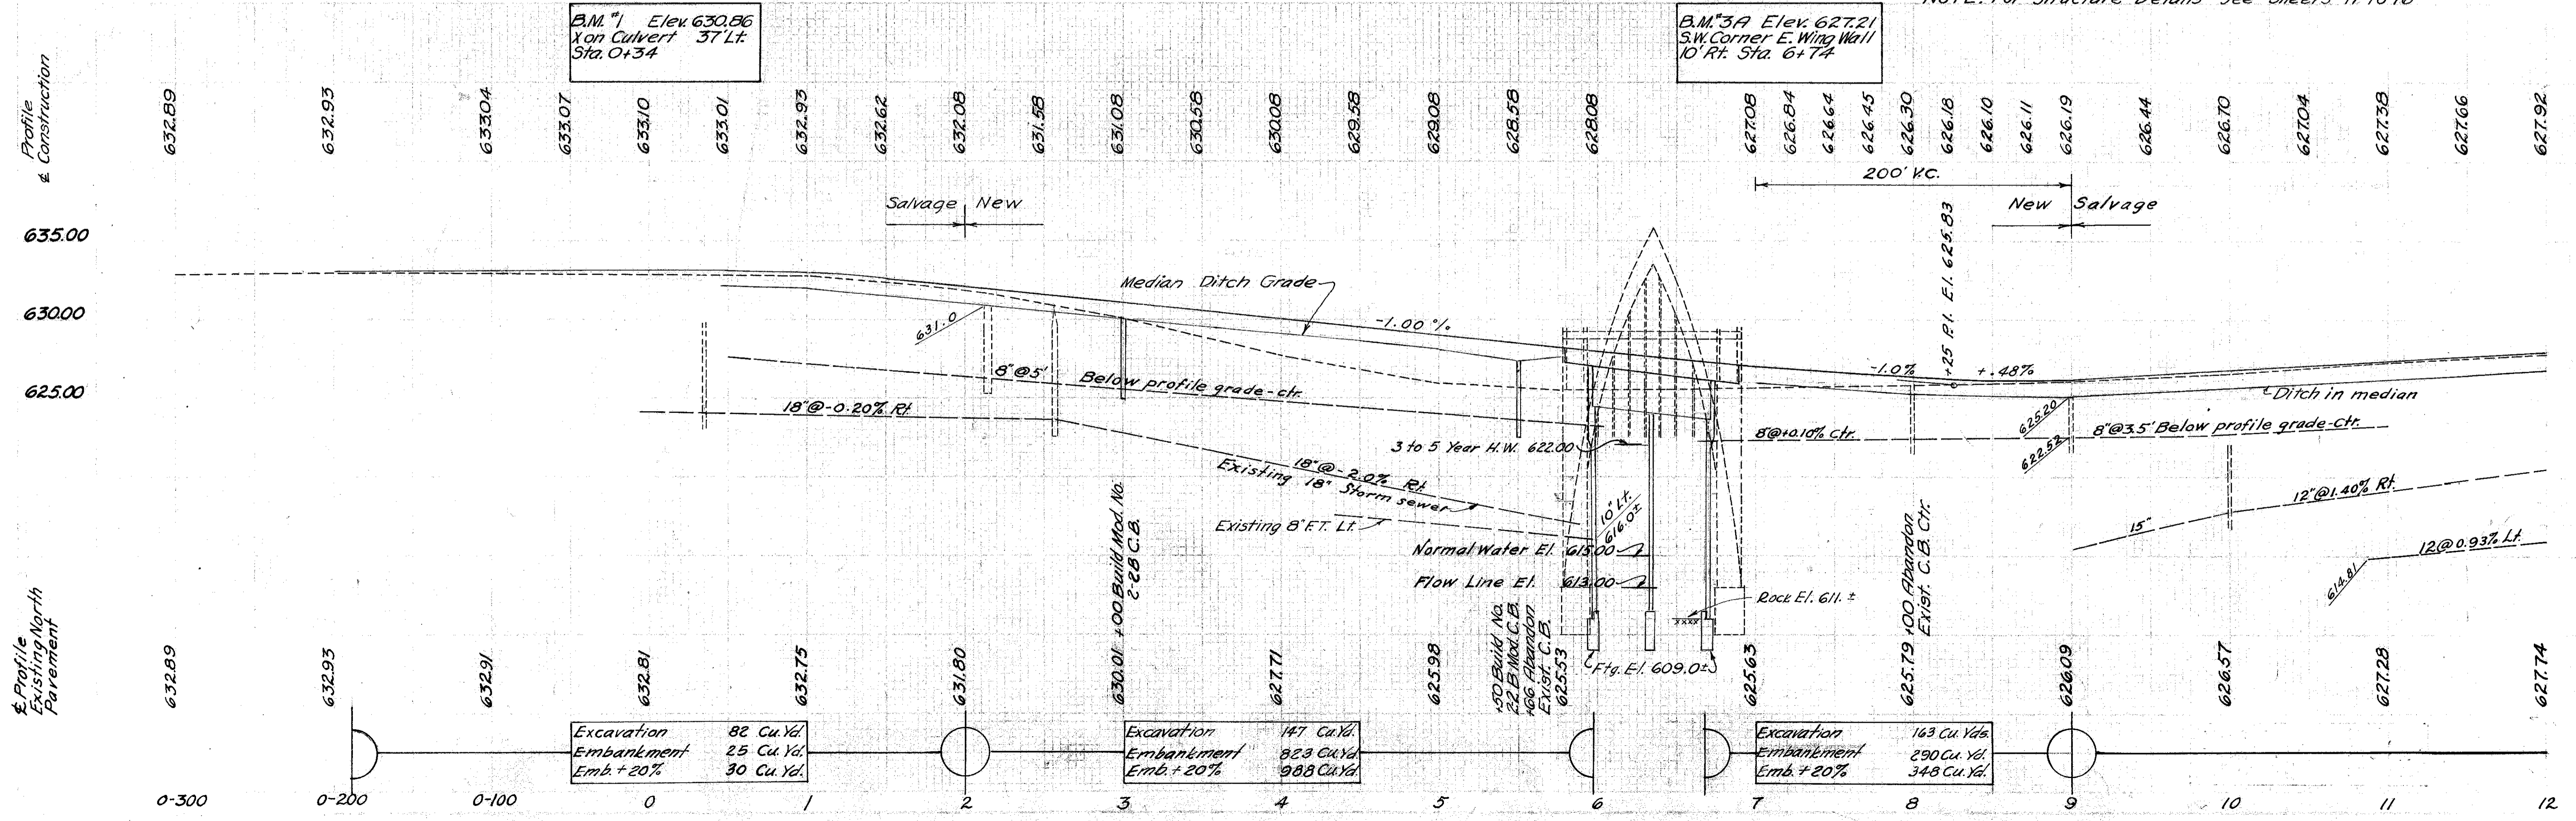 NOTE: For Structure Details See Sheets
B.M.#1 Elev. 630.86
X on Culvert 37' Lt.
Sta. 0+34
B.M.#3A Elev. 627.21
S.W. Corner E. Wing Wall
10' Rt. Sta. 6+74
Profile
℄ Construction
632.89
632.93
633.04
633.07
633.10
633.01
632.93
632.62
632.08
631.58
631.08
630.58
630.08
629.58
629.08
628.58
628.08
627.08
626.84
626.64
626.45
626.30
626.18
626.10
626.11
626.19
626.44
626.70
627.04
627.38
627.66
627.92
200' V.C.
Salvage New
New Salvage
+25 P.I. El. 625.83
635.00
630.00
625.00
Median Ditch Grade
-1.00 %
631.0
8"@5' Below profile grade-ctr.
18"@-0.20% Rt.
-1.0% +.48%
℄ Ditch in median
625.20
622.52
8"@3.5' Below profile grade-ctr.
8"@+0.10% ctr.
3 to 5 Year H.W. 622.00
18"@-2.0% Rt.
Existing 18" Storm sewer
Existing 8" F.T. Lt.
10" Lt.
616.0±
Normal Water El. 615.00
Flow Line El. 613.00
Rock El. 611.±
xxxx
Ftg. El. 609.0±
15"
12"@1.40% Rt.
12@0.93% Lt.
614.81
+00 Build Mod. No.
2-2B C.B.
+50 Build No.
2-2 B Mod. C.B.
+66 Abandon
Exist. C.B.
+00 Abandon
Exist. C.B. Ctr.
℄ Profile
Existing North
Pavement
632.89
632.93
632.91
632.81
632.75
631.80
630.01
627.71
625.98
625.53
625.63
625.79
626.09
626.57
627.28
627.74
Excavation 82 Cu.Yd.
Embankment 25 Cu.Yd.
Emb.+20% 30 Cu.Yd.
Excavation 147 Cu.Yd.
Embankment 823 Cu.Yd.
Emb.+20% 988 Cu.Yd.
Excavation 163 Cu.Yds.
Embankment 290 Cu.Yd.
Emb.+20% 348 Cu.Yd.
0-300 0-200 0-100 0 1 2 3 4 5 6 7 8 9 10 11 12